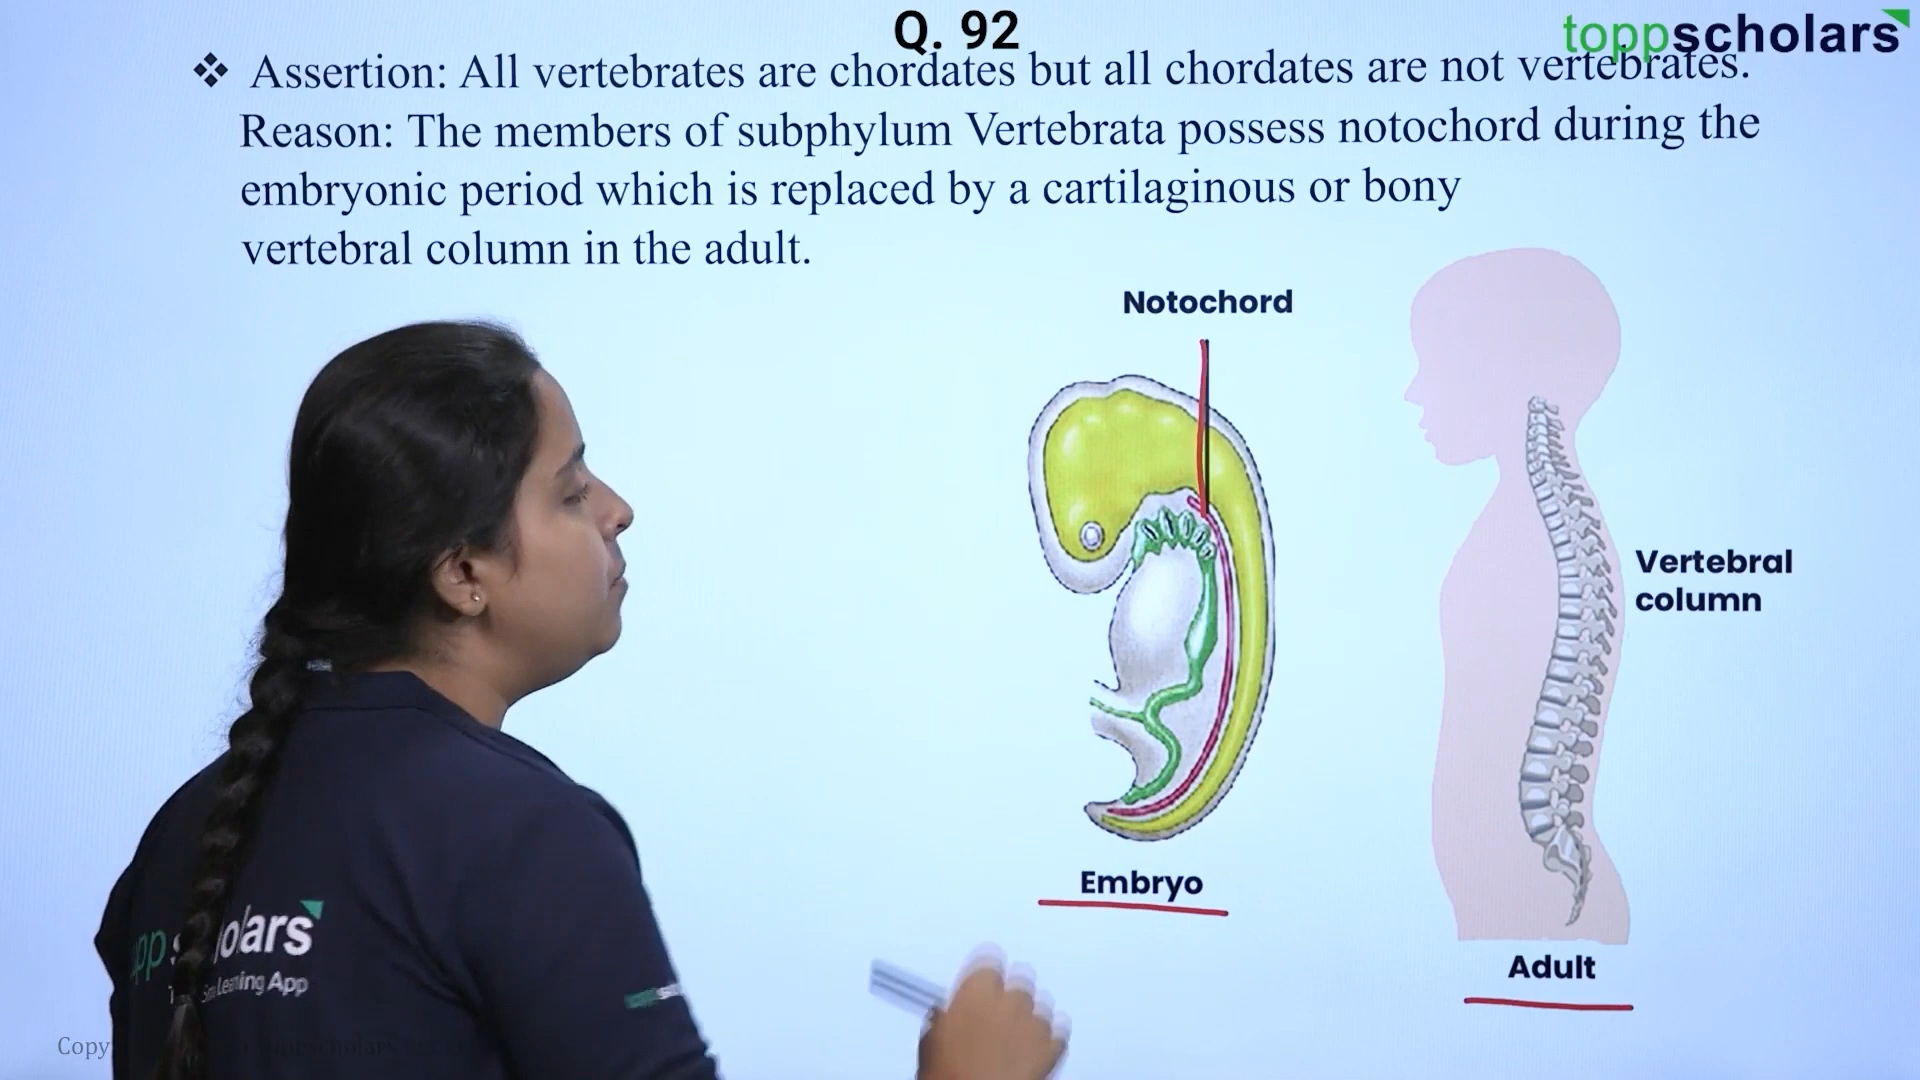 Q. 92
toppscholars
❖ Assertion: All vertebrates are chordates but all chordates are not vertebrates.
Reason: The members of subphylum Vertebrata possess notochord during the
embryonic period which is replaced by a cartilaginous or bony
vertebral column in the adult.
Notochord
Vertebral
column
Embryo
Adult
olars
Learning App
Copy